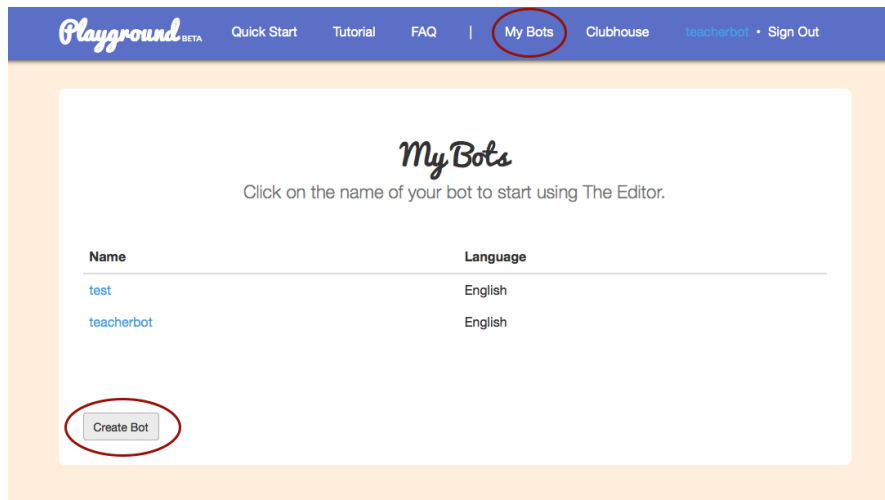 Playground BETA Quick Start Tutorial FAQ | My Bots Clubhouse teacherbot • Sign Out
My Bots
Click on the name of your bot to start using The Editor.
Name Language
test English
teacherbot English
Create Bot